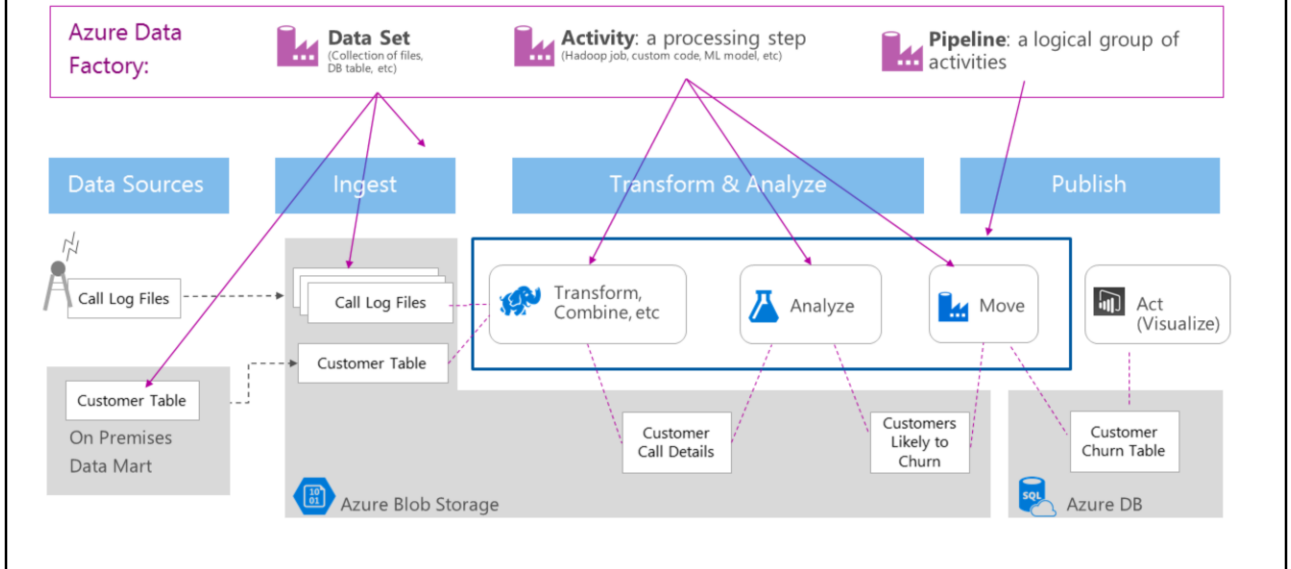 Azure Data
Factory:
Data Set
(Collection of files,
DB table, etc)
Activity: a processing step
(Hadoop job, custom code, ML model, etc)
Pipeline: a logical group of
activities
Data Sources
Ingest
Transform & Analyze
Publish
Call Log Files
Call Log Files
Transform,
Combine, etc
Analyze
Move
Act
(Visualize)
Customer Table
Customer Table
On Premises
Data Mart
Customer
Call Details
Customers
Likely to
Churn
Customer
Churn Table
10
01
Azure Blob Storage
SQL
Azure DB